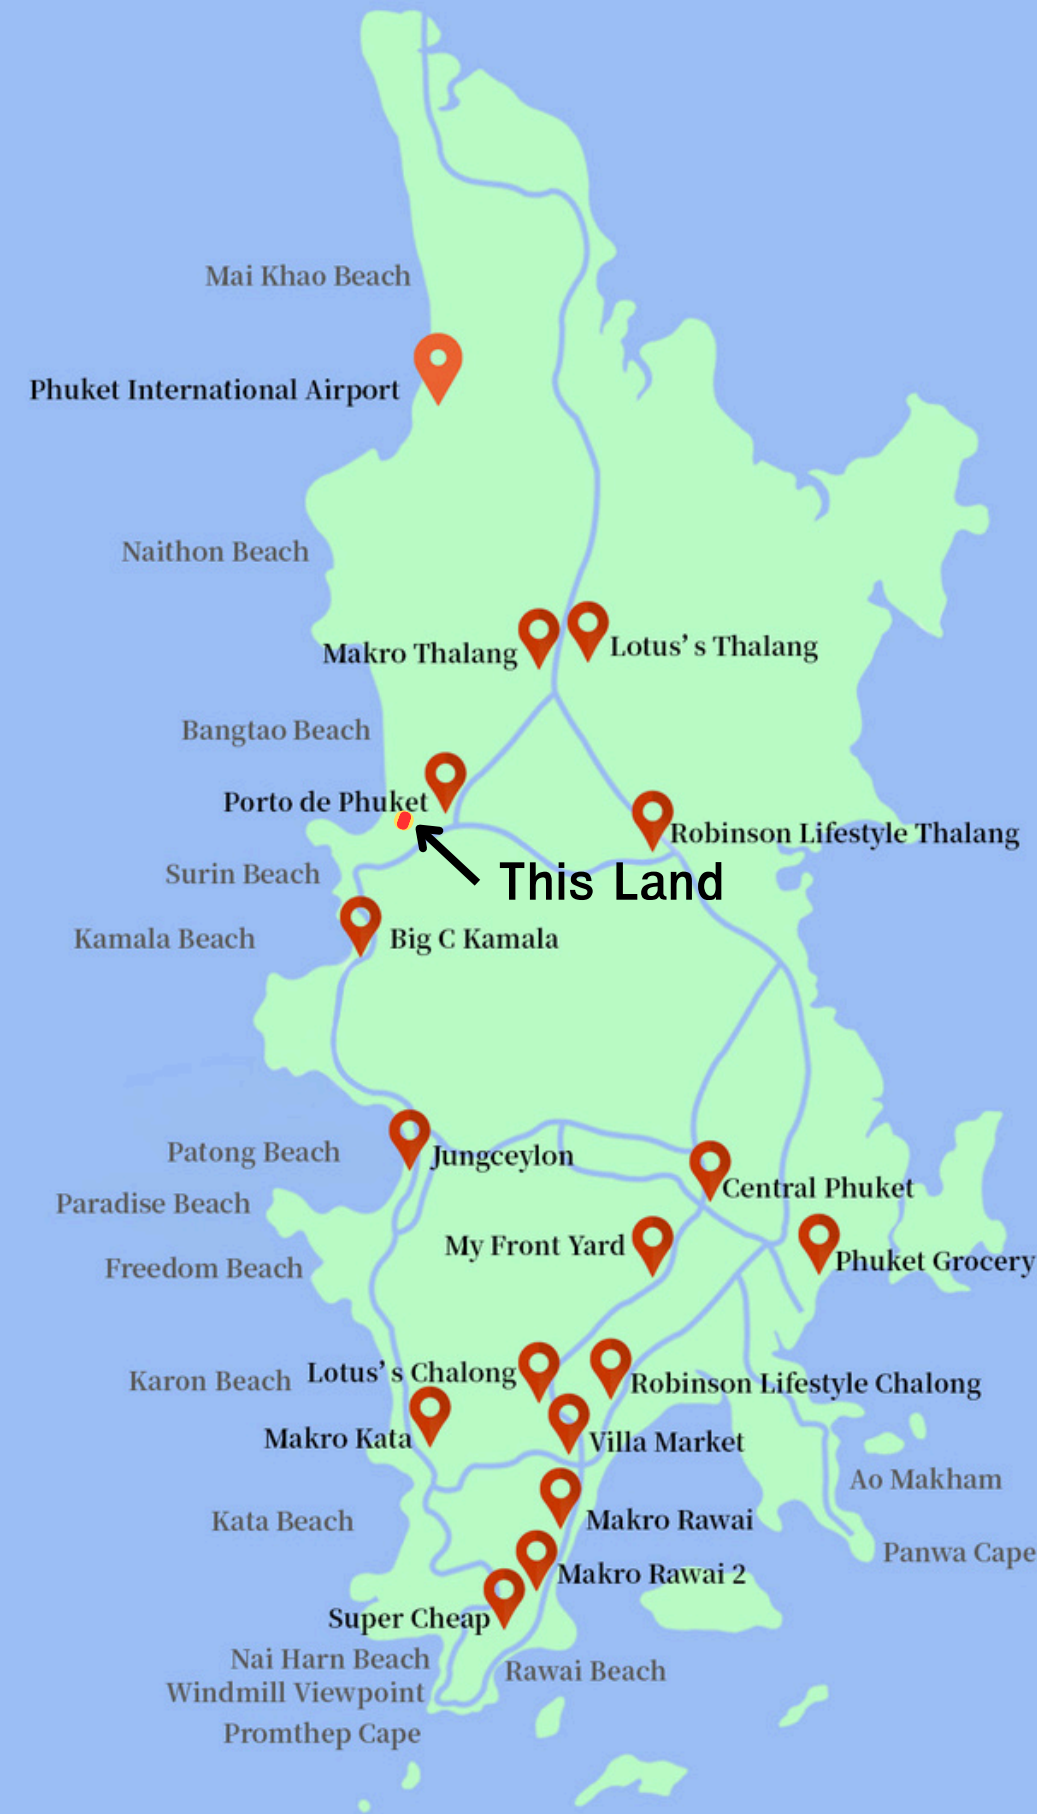 Mai Khao Beach
Phuket International Airport
Naithon Beach
Makro Thalang
Lotus’s Thalang
Bangtao Beach
Porto de Phuket
Robinson Lifestyle Thalang
This Land
Surin Beach
Kamala Beach
Big C Kamala
Patong Beach
Jungceylon
Central Phuket
Paradise Beach
My Front Yard
Phuket Grocery
Freedom Beach
Lotus’s Chalong
Karon Beach
Robinson Lifestyle Chalong
Makro Kata
Villa Market
Ao Makham
Kata Beach
Makro Rawai
Panwa Cape
Makro Rawai 2
Super Cheap
Nai Harn Beach
Rawai Beach
Windmill Viewpoint
Promthep Cape